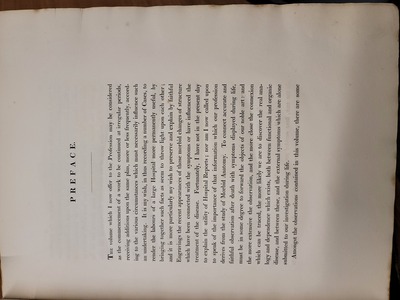 PREFACE.
The volume which I now offer to the Profession may be considered
as the commencement of a work to be continued at irregular periods,
receiving additions upon the same plan, more or less frequently, accord-
ing to the various circumstances which must necessarily influence such
an undertaking. It is my wish, in thus recording a number of Cases, to
render the labors of a large Hospital more permanently useful, by
bringing together such facts as seem to throw light upon each other;
and it is more particularly my wish to preserve and explain by faithful
Engravings the recent appearances of those morbid changes of structure
which have been connected with the symptoms or have influenced the
treatment of the disease. Fortunately, I have not in the present day
to explain the utility of Hospital Reports; nor am I now called upon
to speak of the importance of that information which our profession
derives from the study of Morbid Anatomy. To connect accurate and
faithful observation after death with symptoms displayed during life,
must be in some degree to forward the objects of our noble art: and
the more extensive the observation, and the more close the connexion
which can be traced, the more likely we are to discover the real ana-
logy and dependence which exists, both between functional and organic
disease, and between these, and the external symptoms which are alone
submitted to our investigation during life.
Amongst the observations contained in this volume, there are some